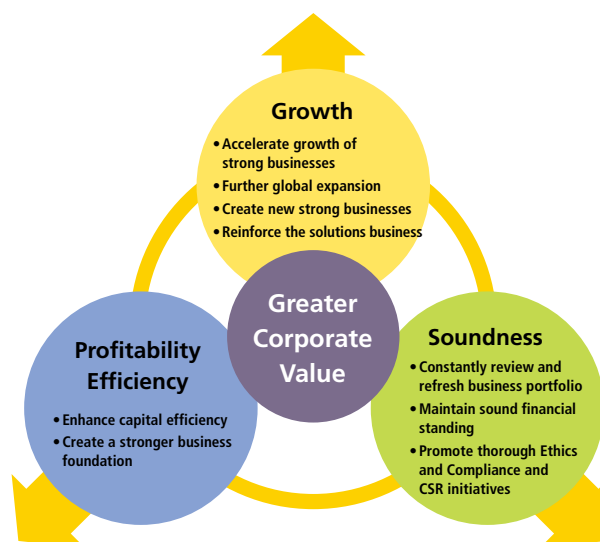 Growth
• Accelerate growth of
strong businesses
• Further global expansion
• Create new strong businesses
• Reinforce the solutions business
Greater
Corporate
Value
Profitability
Efficiency
• Enhance capital efficiency
• Create a stronger business
foundation
Soundness
• Constantly review and
refresh business portfolio
• Maintain sound financial
standing
• Promote thorough Ethics
and Compliance and
CSR initiatives